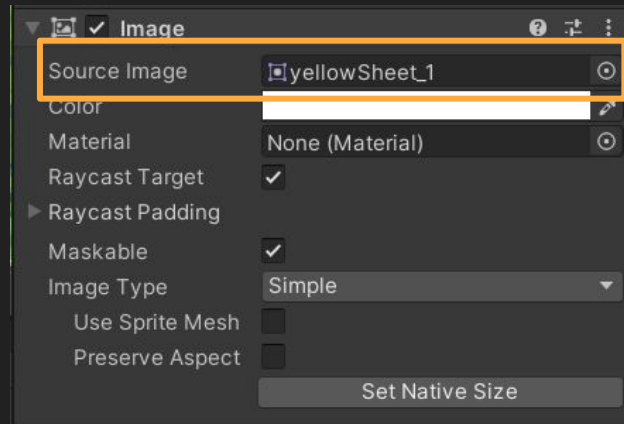 Image
Source Image yellowSheet_1
Color
Material None (Material)
Raycast Target
Raycast Padding
Maskable
Image Type Simple
Use Sprite Mesh
Preserve Aspect
Set Native Size